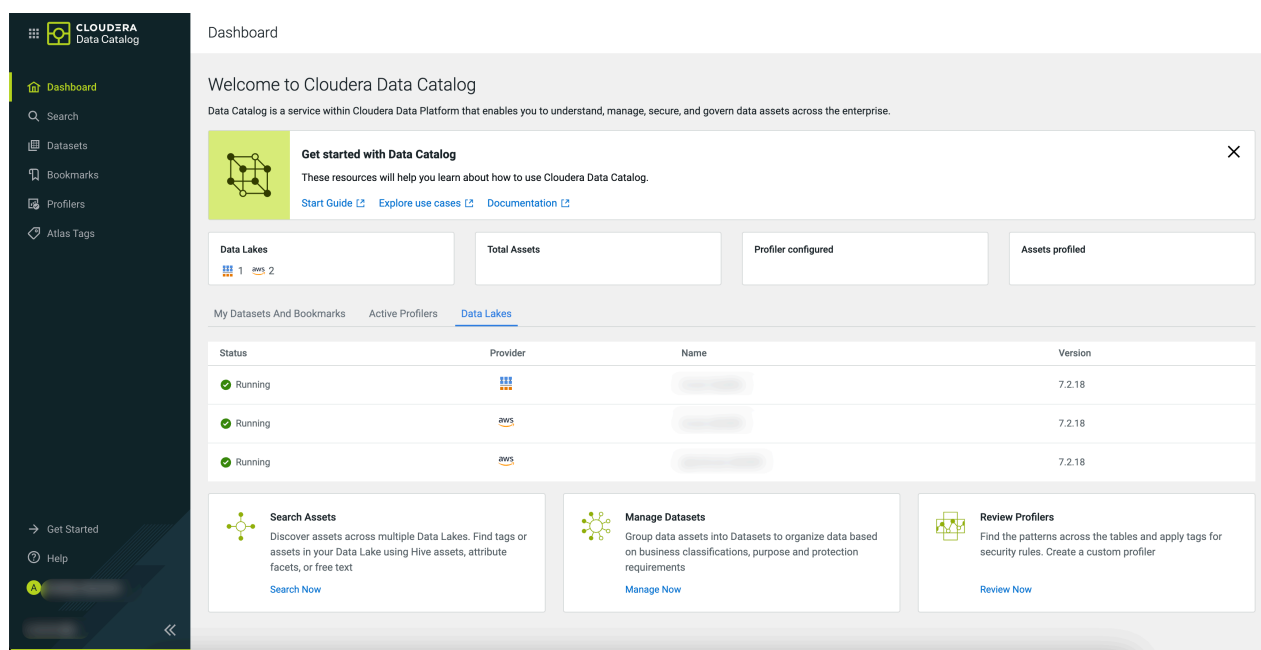 CLOUDERA
Data Catalog
Dashboard
Search
Datasets
Bookmarks
Profilers
Atlas Tags
Get Started
Help
A
Dashboard
Welcome to Cloudera Data Catalog
Data Catalog is a service within Cloudera Data Platform that enables you to understand, manage, secure, and govern data assets across the enterprise.
Get started with Data Catalog
These resources will help you learn about how to use Cloudera Data Catalog.
Start Guide Explore use cases Documentation
Data Lakes
1 aws 2
Total Assets
Profiler configured
Assets profiled
My Datasets And Bookmarks Active Profilers Data Lakes
Status Provider Name Version
Running 7.2.18
Running aws 7.2.18
Running aws 7.2.18
Search Assets
Discover assets across multiple Data Lakes. Find tags or
assets in your Data Lake using Hive assets, attribute
facets, or free text
Search Now
Manage Datasets
Group data assets into Datasets to organize data based
on business classifications, purpose and protection
requirements
Manage Now
Review Profilers
Find the patterns across the tables and apply tags for
security rules. Create a custom profiler
Review Now